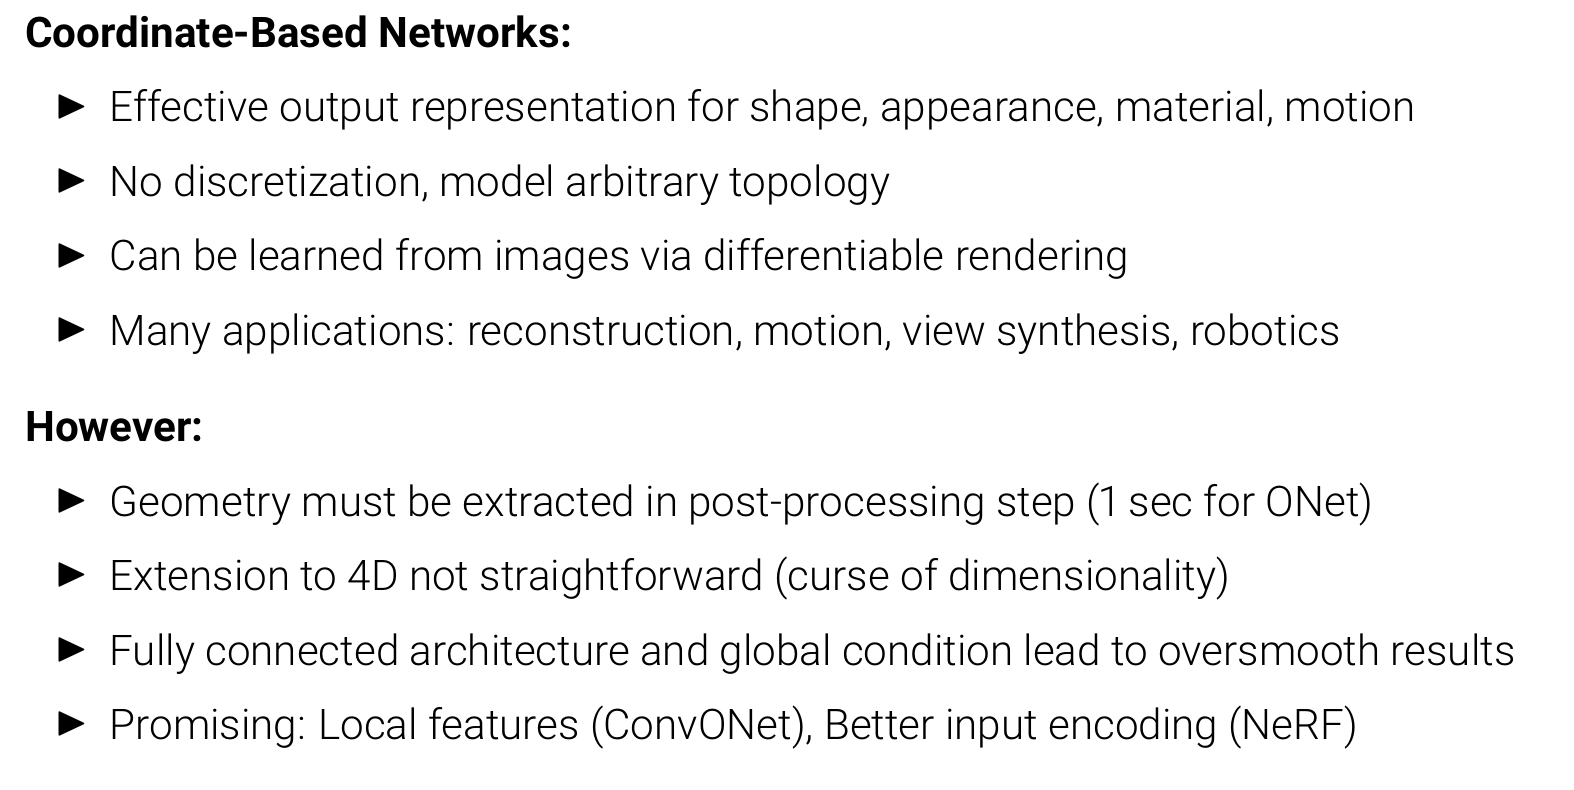 Coordinate-Based Networks:
► Effective output representation for shape, appearance, material, motion
► No discretization, model arbitrary topology
► Can be learned from images via differentiable rendering
► Many applications: reconstruction, motion, view synthesis, robotics
However:
► Geometry must be extracted in post-processing step (1 sec for ONet)
► Extension to 4D not straightforward (curse of dimensionality)
► Fully connected architecture and global condition lead to oversmooth results
► Promising: Local features (ConvONet), Better input encoding (NeRF)